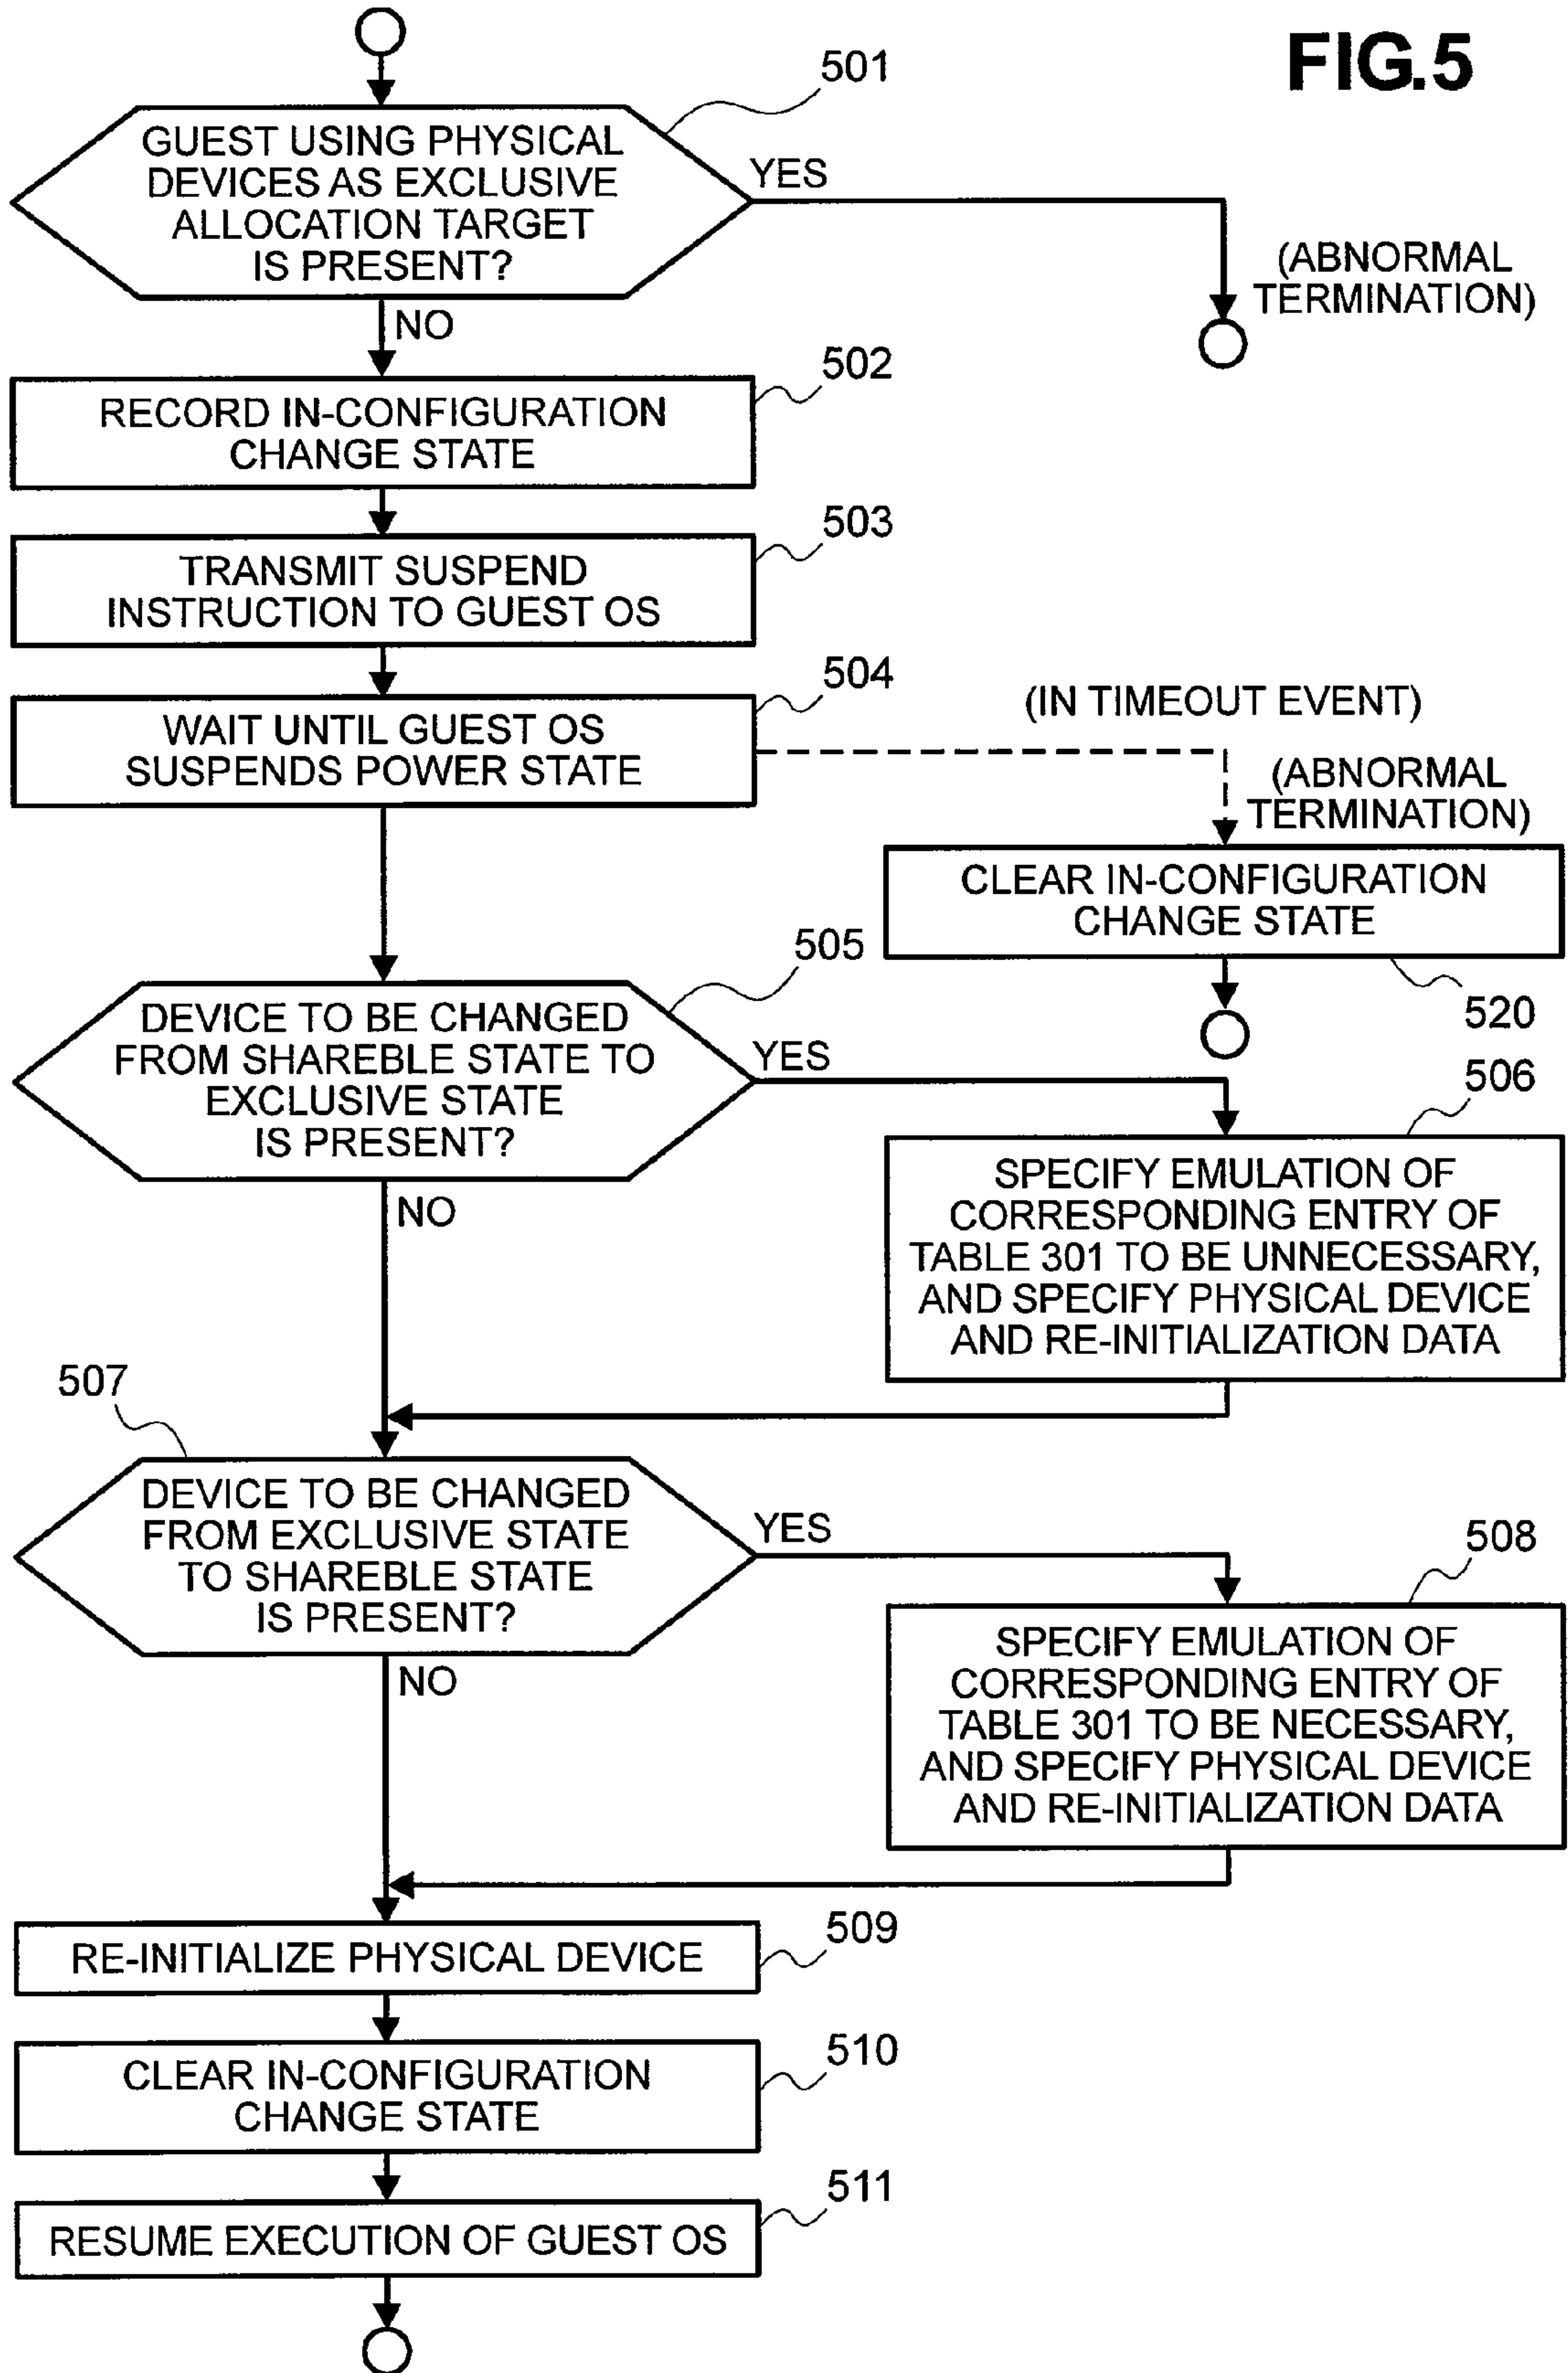 FIG.5
501
GUEST USING PHYSICAL
DEVICES AS EXCLUSIVE
ALLOCATION TARGET
IS PRESENT?
YES
(ABNORMAL
TERMINATION)
NO
502
RECORD IN-CONFIGURATION
CHANGE STATE
503
TRANSMIT SUSPEND
INSTRUCTION TO GUEST OS
504
WAIT UNTIL GUEST OS
SUSPENDS POWER STATE
(IN TIMEOUT EVENT)
(ABNORMAL
TERMINATION)
CLEAR IN-CONFIGURATION
CHANGE STATE
520
505
DEVICE TO BE CHANGED
FROM SHAREBLE STATE TO
EXCLUSIVE STATE
IS PRESENT?
YES
506
SPECIFY EMULATION OF
CORRESPONDING ENTRY OF
TABLE 301 TO BE UNNECESSARY,
AND SPECIFY PHYSICAL DEVICE
AND RE-INITIALIZATION DATA
NO
507
DEVICE TO BE CHANGED
FROM EXCLUSIVE STATE
TO SHAREBLE STATE
IS PRESENT?
YES
508
SPECIFY EMULATION OF
CORRESPONDING ENTRY OF
TABLE 301 TO BE NECESSARY,
AND SPECIFY PHYSICAL DEVICE
AND RE-INITIALIZATION DATA
NO
509
RE-INITIALIZE PHYSICAL DEVICE
510
CLEAR IN-CONFIGURATION
CHANGE STATE
511
RESUME EXECUTION OF GUEST OS